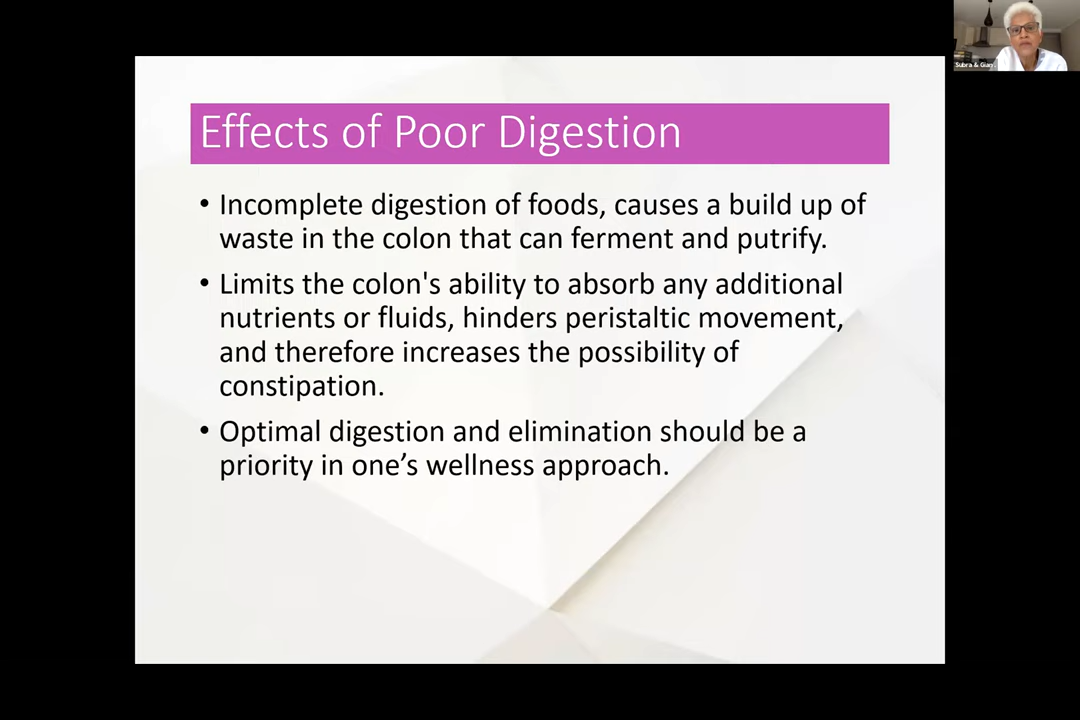 Effects of Poor Digestion
• Incomplete digestion of foods, causes a build up of
waste in the colon that can ferment and putrify.
• Limits the colon's ability to absorb any additional
nutrients or fluids, hinders peristaltic movement,
and therefore increases the possibility of
constipation.
• Optimal digestion and elimination should be a
priority in one’s wellness approach.
Subra & Gian